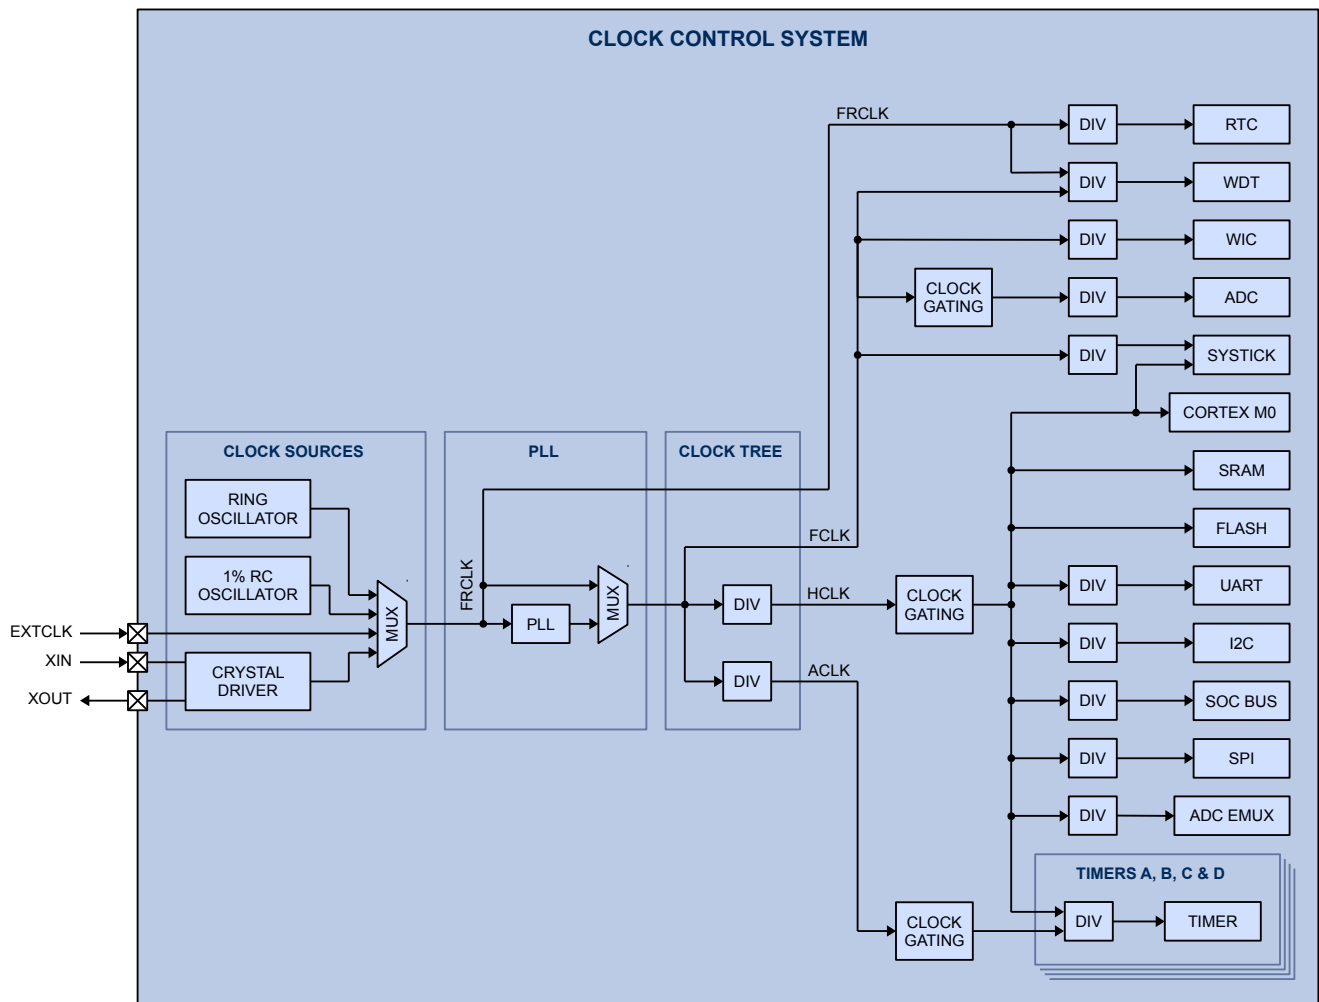 CLOCK CONTROL SYSTEM
FRCLK
DIV
RTC
DIV
WDT
DIV
WIC
CLOCK
GATING
DIV
ADC
DIV
SYSTICK
CORTEX M0
CLOCK SOURCES
PLL
CLOCK TREE
RING
OSCILLATOR
SRAM
FLASH
FCLK
1% RC
OSCILLATOR
MUX
FRCLK
PLL
MUX
DIV
HCLK
CLOCK
GATING
DIV
UART
EXTCLK
XIN
XOUT
CRYSTAL
DRIVER
DIV
ACLK
DIV
I2C
DIV
SOC BUS
DIV
SPI
DIV
ADC EMUX
TIMERS A, B, C & D
CLOCK
GATING
DIV
TIMER